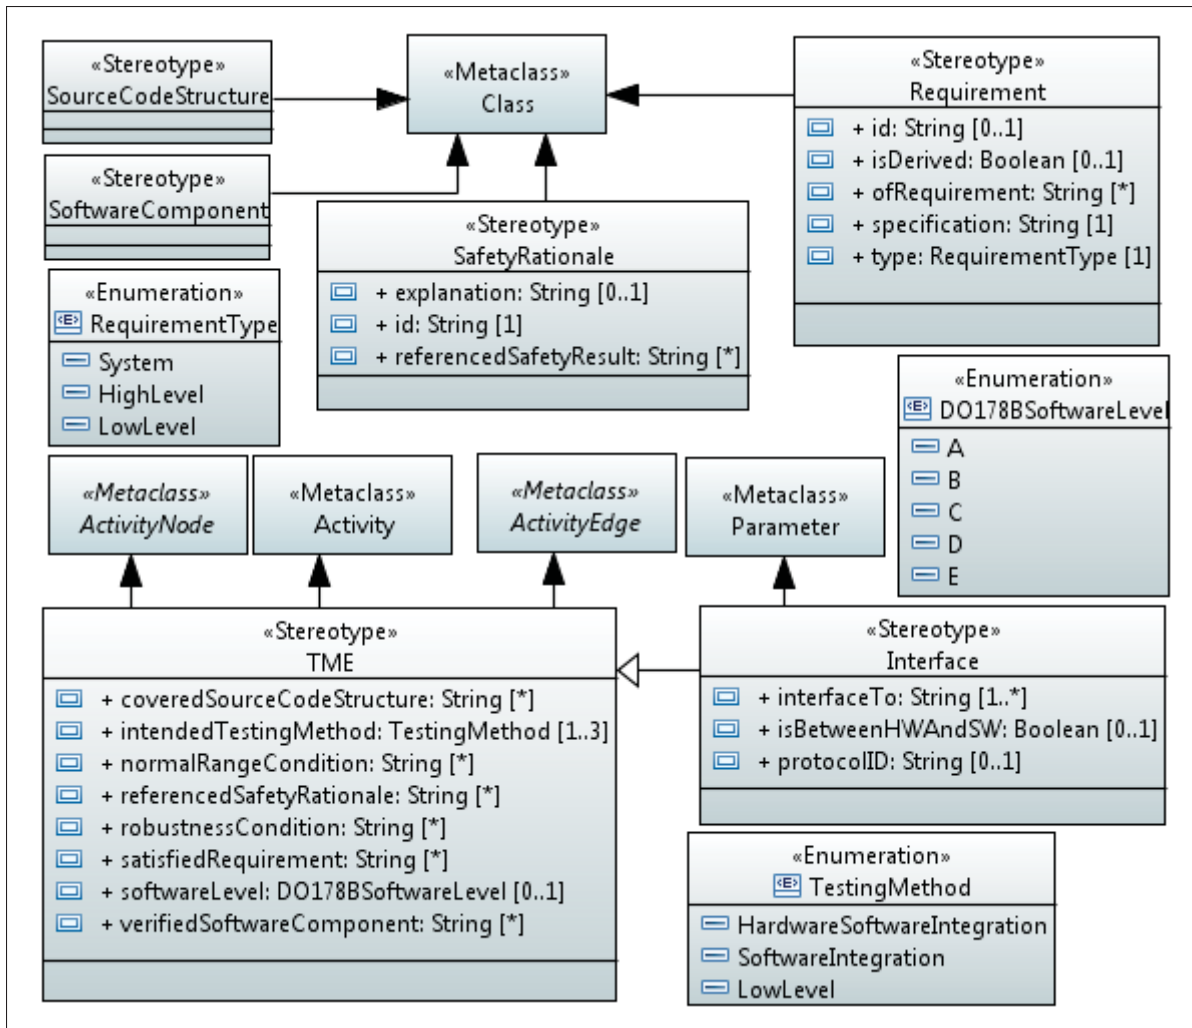 «Stereotype»
SourceCodeStructure
«Metaclass»
Class
«Stereotype»
Requirement
+ id: String [0..1]
+ isDerived: Boolean [0..1]
+ ofRequirement: String [*]
+ specification: String [1]
+ type: RequirementType [1]
«Stereotype»
SoftwareComponent
«Stereotype»
SafetyRationale
+ explanation: String [0..1]
+ id: String [1]
+ referencedSafetyResult: String [*]
«Enumeration»
<E> RequirementType
System
HighLevel
LowLevel
«Enumeration»
<E> DO178BSoftwareLevel
A
B
C
D
E
«Metaclass»
ActivityNode
«Metaclass»
Activity
«Metaclass»
ActivityEdge
«Metaclass»
Parameter
«Stereotype»
TME
+ coveredSourceCodeStructure: String [*]
+ intendedTestingMethod: TestingMethod [1..3]
+ normalRangeCondition: String [*]
+ referencedSafetyRationale: String [*]
+ robustnessCondition: String [*]
+ satisfiedRequirement: String [*]
+ softwareLevel: DO178BSoftwareLevel [0..1]
+ verifiedSoftwareComponent: String [*]
«Stereotype»
Interface
+ interfaceTo: String [1..*]
+ isBetweenHWAndSW: Boolean [0..1]
+ protocolID: String [0..1]
«Enumeration»
<E> TestingMethod
HardwareSoftwareIntegration
SoftwareIntegration
LowLevel